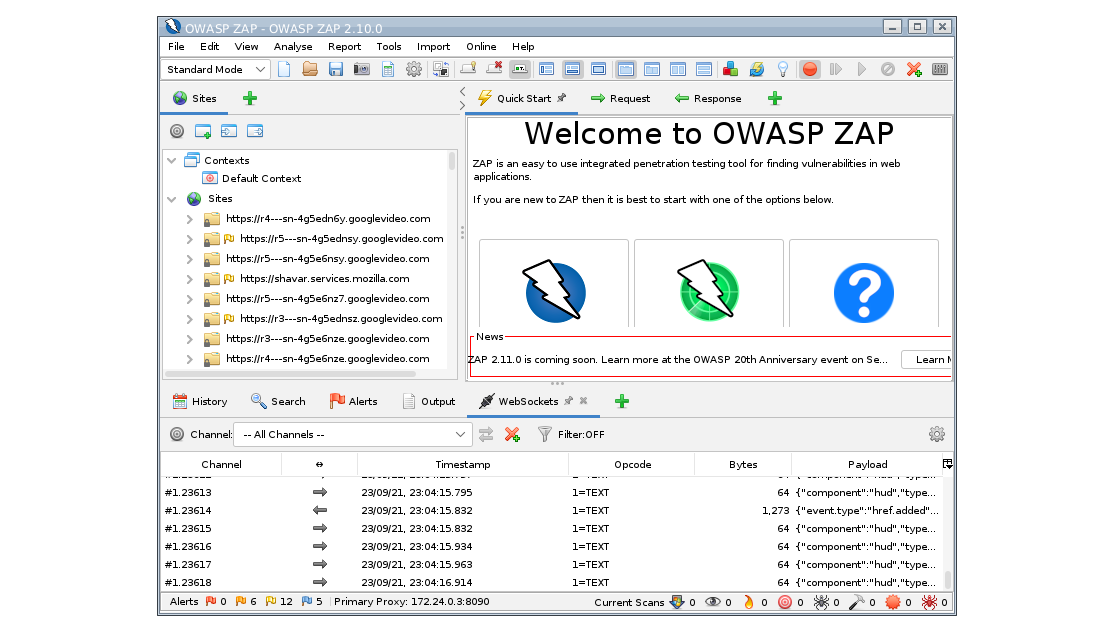 OWASP ZAP - OWASP ZAP 2.10.0
File Edit View Analyse Report Tools Import Online Help
Standard Mode
Sites
Quick Start Request Response
Contexts
Default Context
Sites
https://r4---sn-4g5edn6y.googlevideo.com
https://r5---sn-4g5ednsy.googlevideo.com
https://r5---sn-4g5e6nsy.googlevideo.com
https://shavar.services.mozilla.com
https://r5---sn-4g5e6nz7.googlevideo.com
https://r3---sn-4g5ednsz.googlevideo.com
https://r3---sn-4g5e6nze.googlevideo.com
https://r4---sn-4g5e6nze.googlevideo.com
Welcome to OWASP ZAP
ZAP is an easy to use integrated penetration testing tool for finding vulnerabilities in web
applications.
If you are new to ZAP then it is best to start with one of the options below.
News
ZAP 2.11.0 is coming soon. Learn more at the OWASP 20th Anniversary event on Se... Learn
History Search Alerts Output WebSockets
Channel: -- All Channels -- Filter:OFF
Channel ↔ Timestamp Opcode Bytes Payload
#1.23613 23/09/21, 23:04:15.795 1=TEXT 64 {"component":"hud","type...
#1.23614 23/09/21, 23:04:15.832 1=TEXT 1,273 {"event.type":"href.added"...
#1.23615 23/09/21, 23:04:15.832 1=TEXT 64 {"component":"hud","type...
#1.23616 23/09/21, 23:04:15.934 1=TEXT 64 {"component":"hud","type...
#1.23617 23/09/21, 23:04:15.963 1=TEXT 64 {"component":"hud","type...
#1.23618 23/09/21, 23:04:16.914 1=TEXT 64 {"component":"hud","type...
Alerts 0 6 12 5 Primary Proxy: 172.24.0.3:8090 Current Scans 0 0 0 0 0 0 0 0